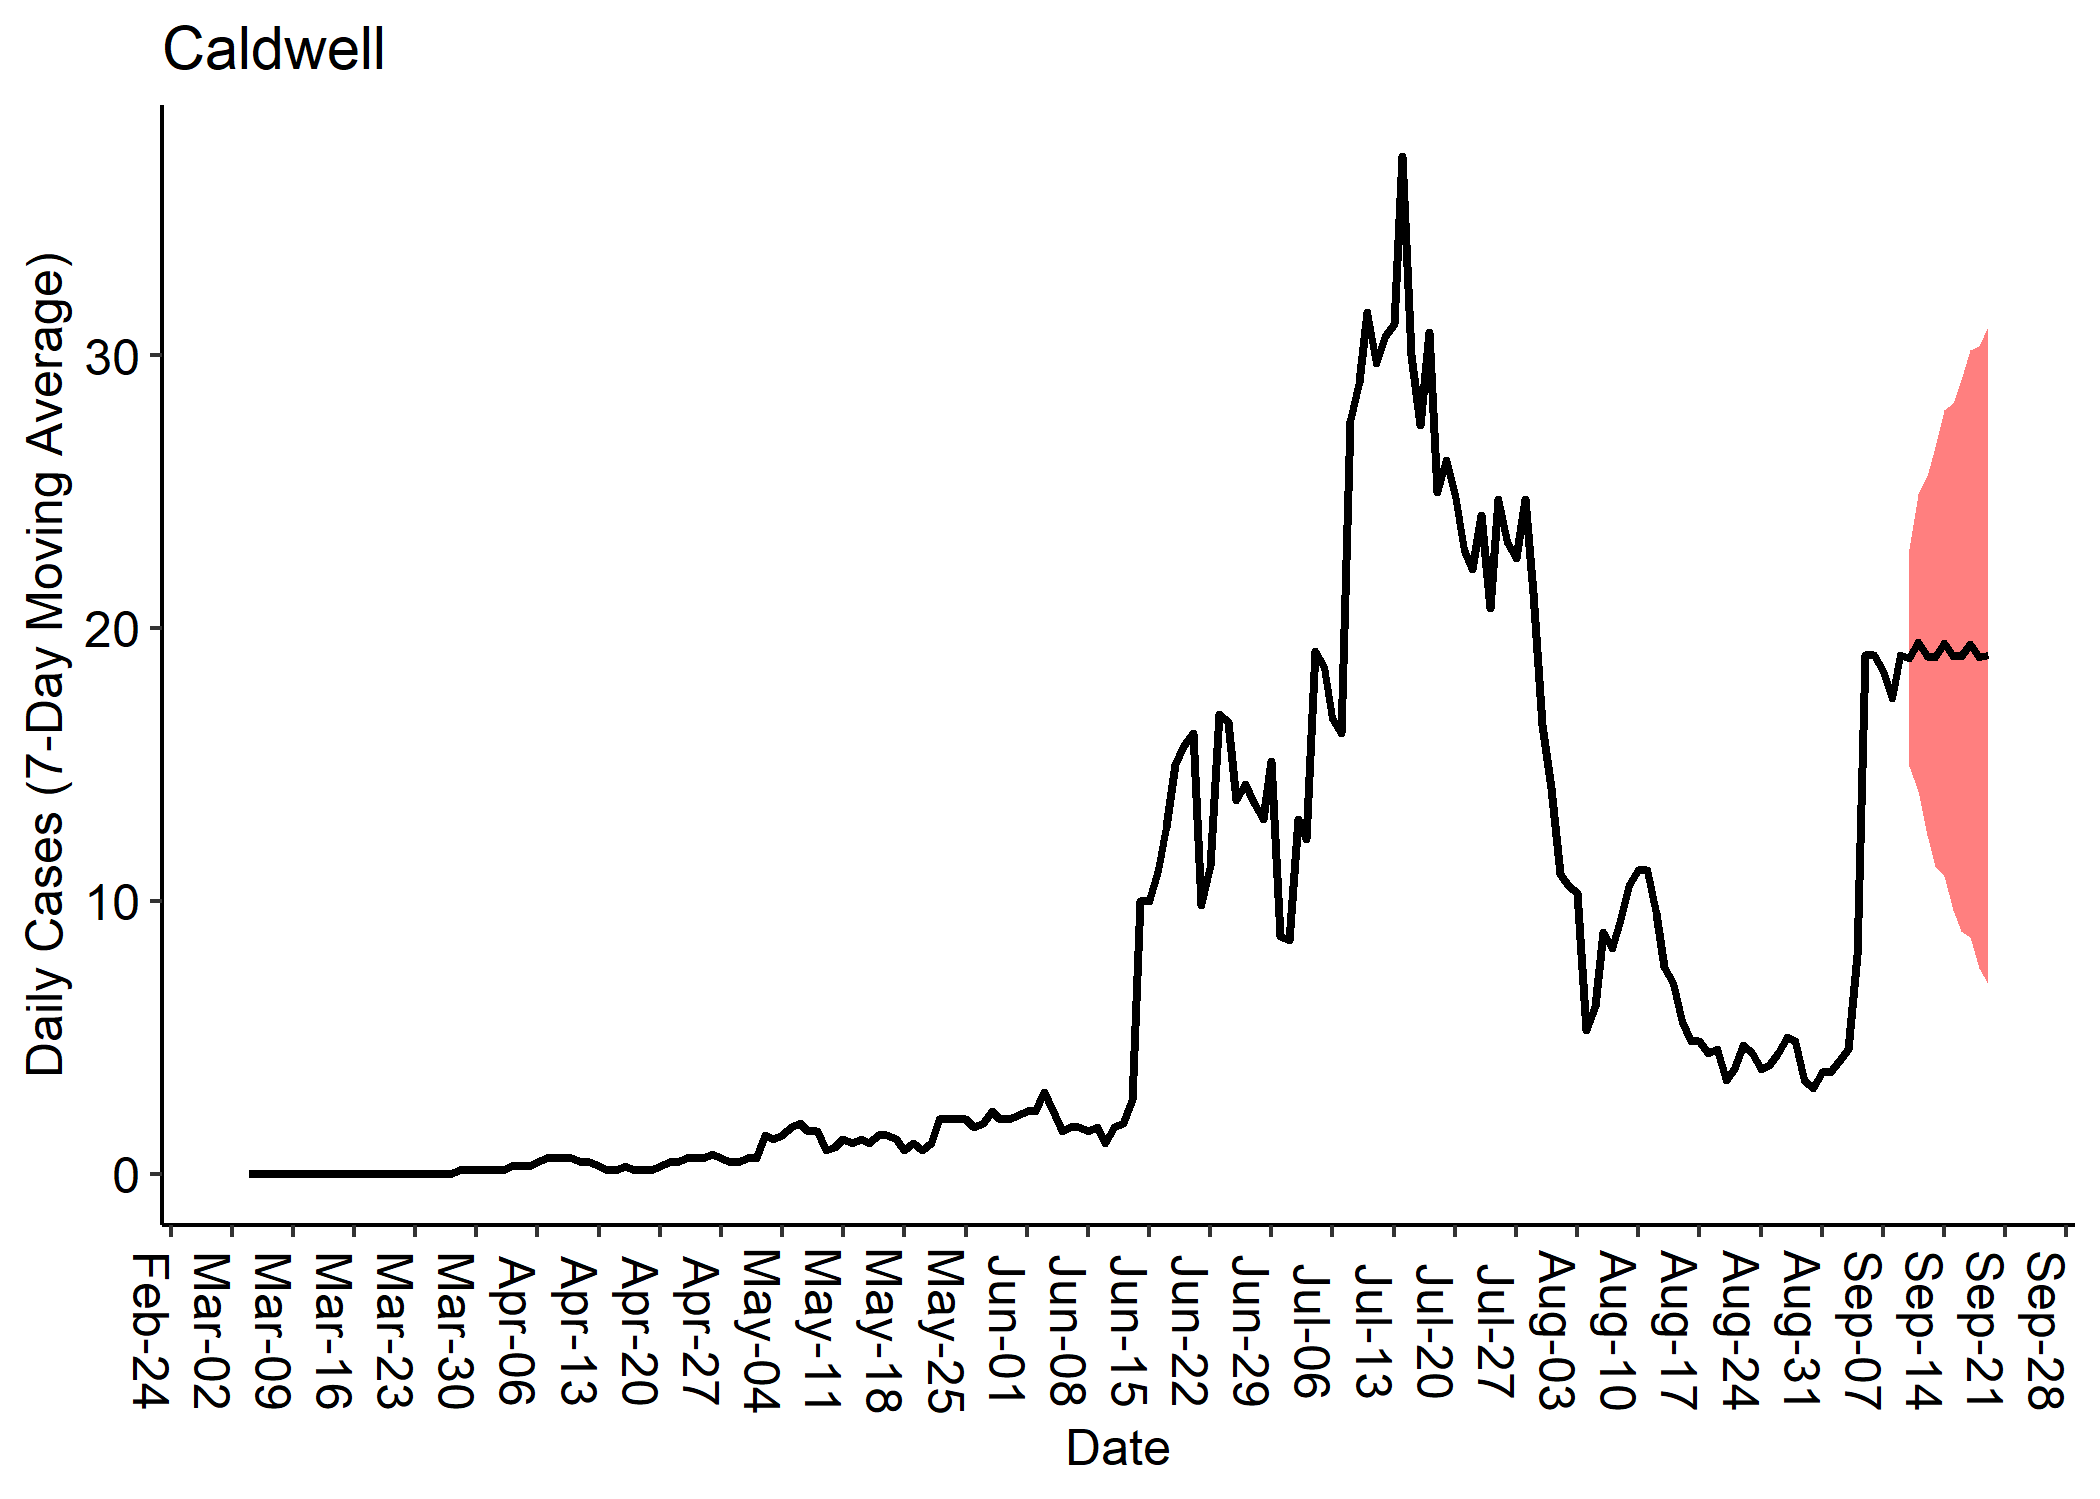 Caldwell
Daily Cases (7-Day Moving Average)
30
20
10
0
Feb-24
Mar-02
Mar-09
Mar-16
Mar-23
Mar-30
Apr-06
Apr-13
Apr-20
Apr-27
May-04
May-11
May-18
May-25
Jun-01
Jun-08
Jun-15
Jun-22
Jun-29
Jul-06
Jul-13
Jul-20
Jul-27
Aug-03
Aug-10
Aug-17
Aug-24
Aug-31
Sep-07
Sep-14
Sep-21
Sep-28
Date